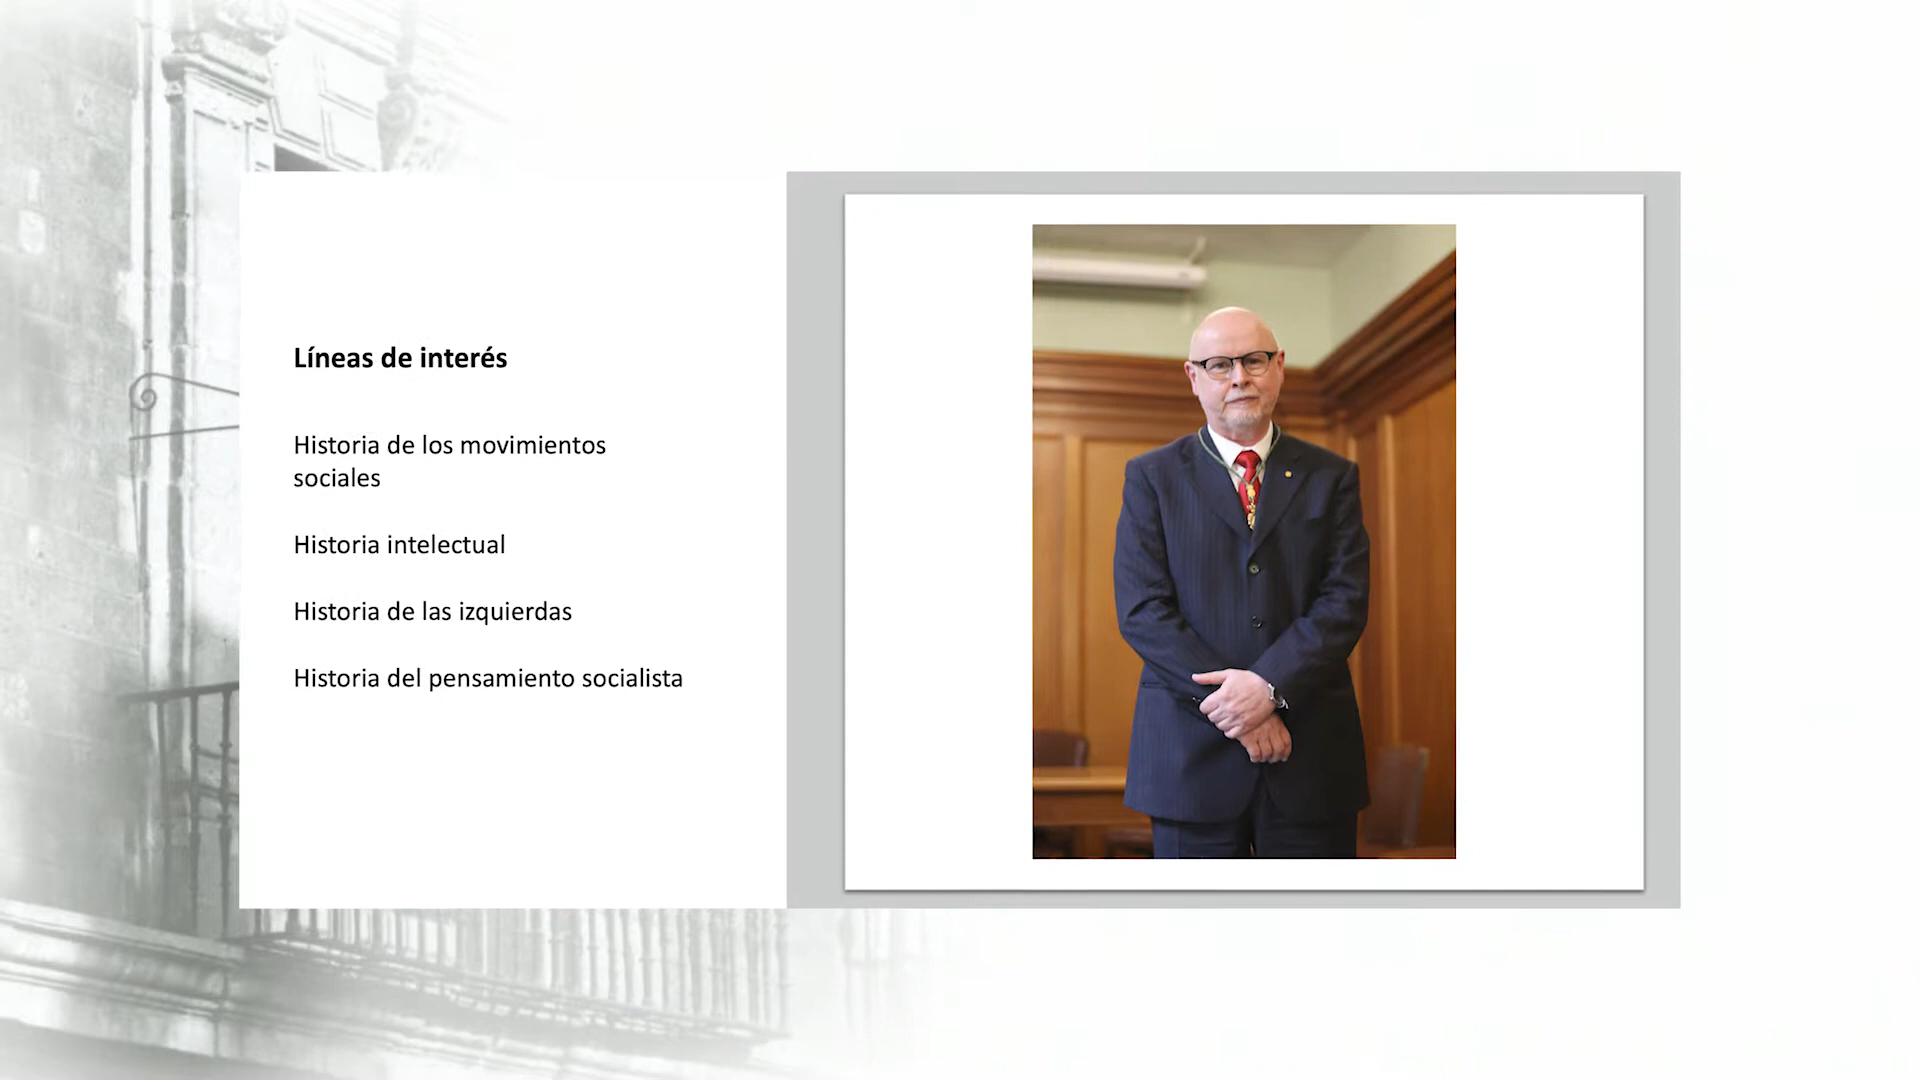 Líneas de interés
Historia de los movimientos
sociales
Historia intelectual
Historia de las izquierdas
Historia del pensamiento socialista